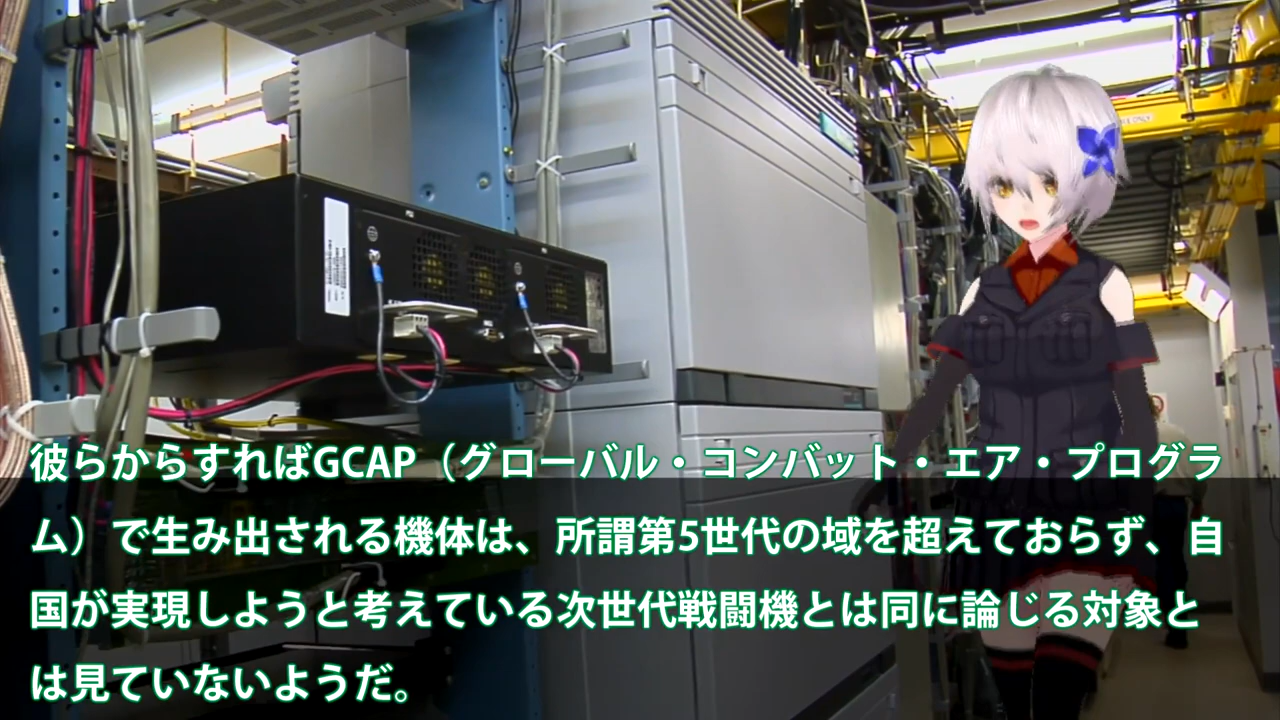 彼らからすればGCAP（グローバル・コンバット・エア・プログラ
ム）で生み出される機体は、所謂第5世代の域を超えておらず、自
国が実現しようと考えている次世代戦闘機とは同に論じる対象と
は見ていないようだ。